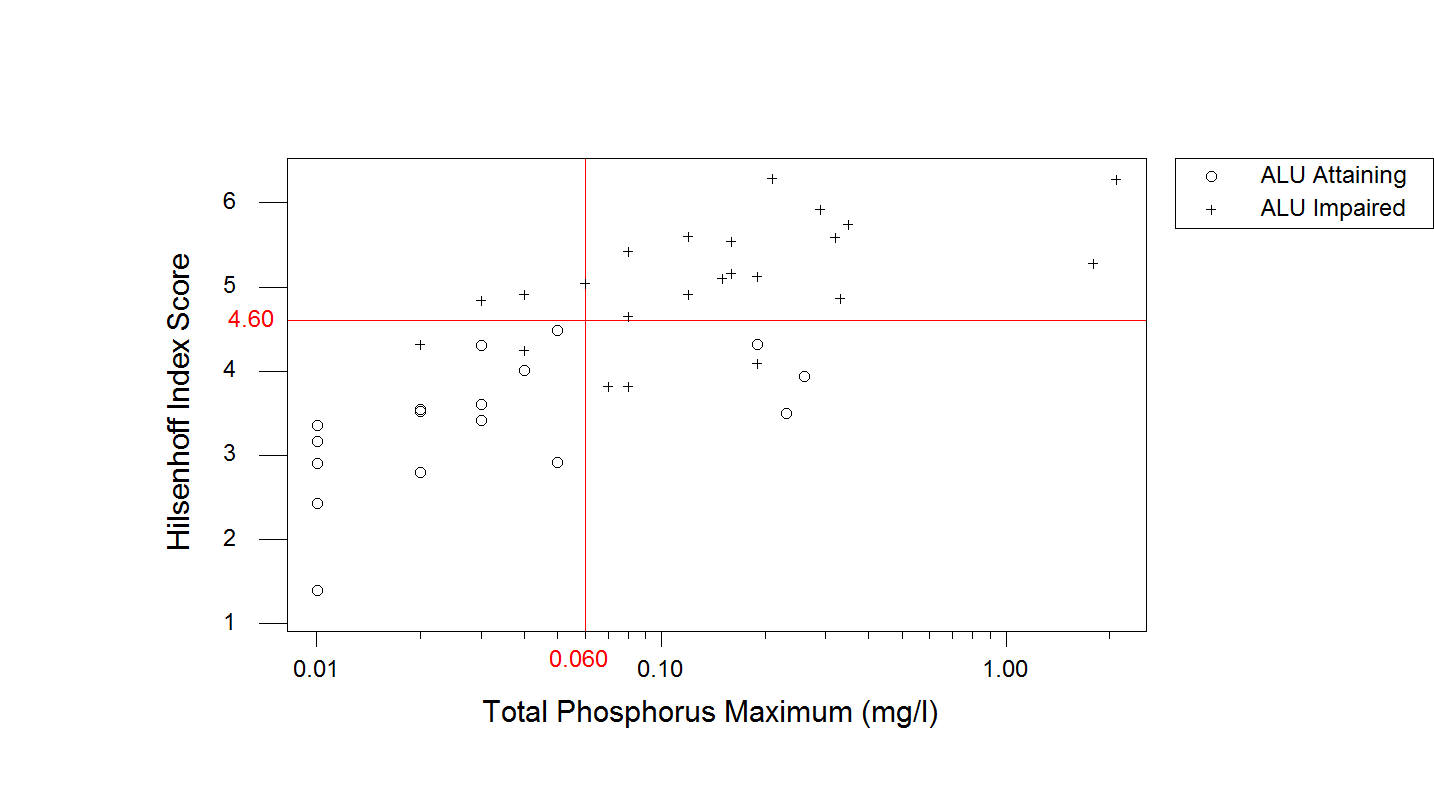 ALU Attaining
ALU Impaired
Hilsenhoff Index Score
6
5
4.60
4
3
2
1
0.01
0.060
0.10
1.00
Total Phosphorus Maximum (mg/l)